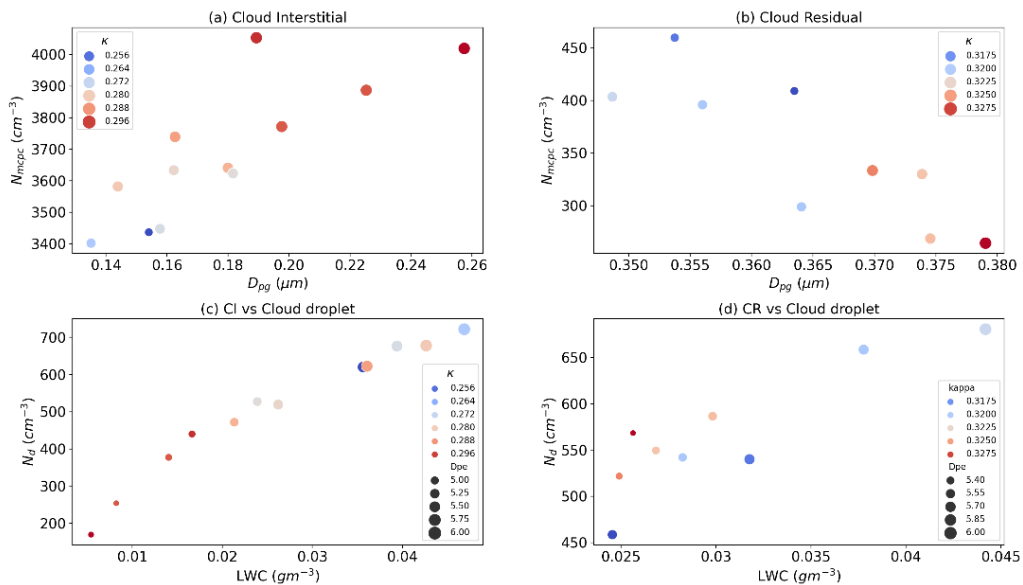 (a) Cloud Interstitial
N_mcpc (cm⁻³)
4000
3900
3800
3700
3600
3500
3400
κ
0.256
0.264
0.272
0.280
0.288
0.296
0.14 0.16 0.18 0.20 0.22 0.24 0.26
D_pg (μm)
(b) Cloud Residual
N_mcpc (cm⁻³)
450
400
350
300
κ
0.3175
0.3200
0.3225
0.3250
0.3275
0.350 0.355 0.360 0.365 0.370 0.375 0.380
D_pg (μm)
(c) CI vs Cloud droplet
N_d (cm⁻³)
700
600
500
400
300
200
κ
0.256
0.264
0.272
0.280
0.288
0.296
Dpe
5.00
5.25
5.50
5.75
6.00
0.01 0.02 0.03 0.04
LWC (gm⁻³)
(d) CR vs Cloud droplet
N_d (cm⁻³)
650
600
550
500
450
kappa
0.3175
0.3200
0.3225
0.3250
0.3275
Dpe
5.40
5.55
5.70
5.85
6.00
0.025 0.03 0.035 0.04 0.045
LWC (gm⁻³)